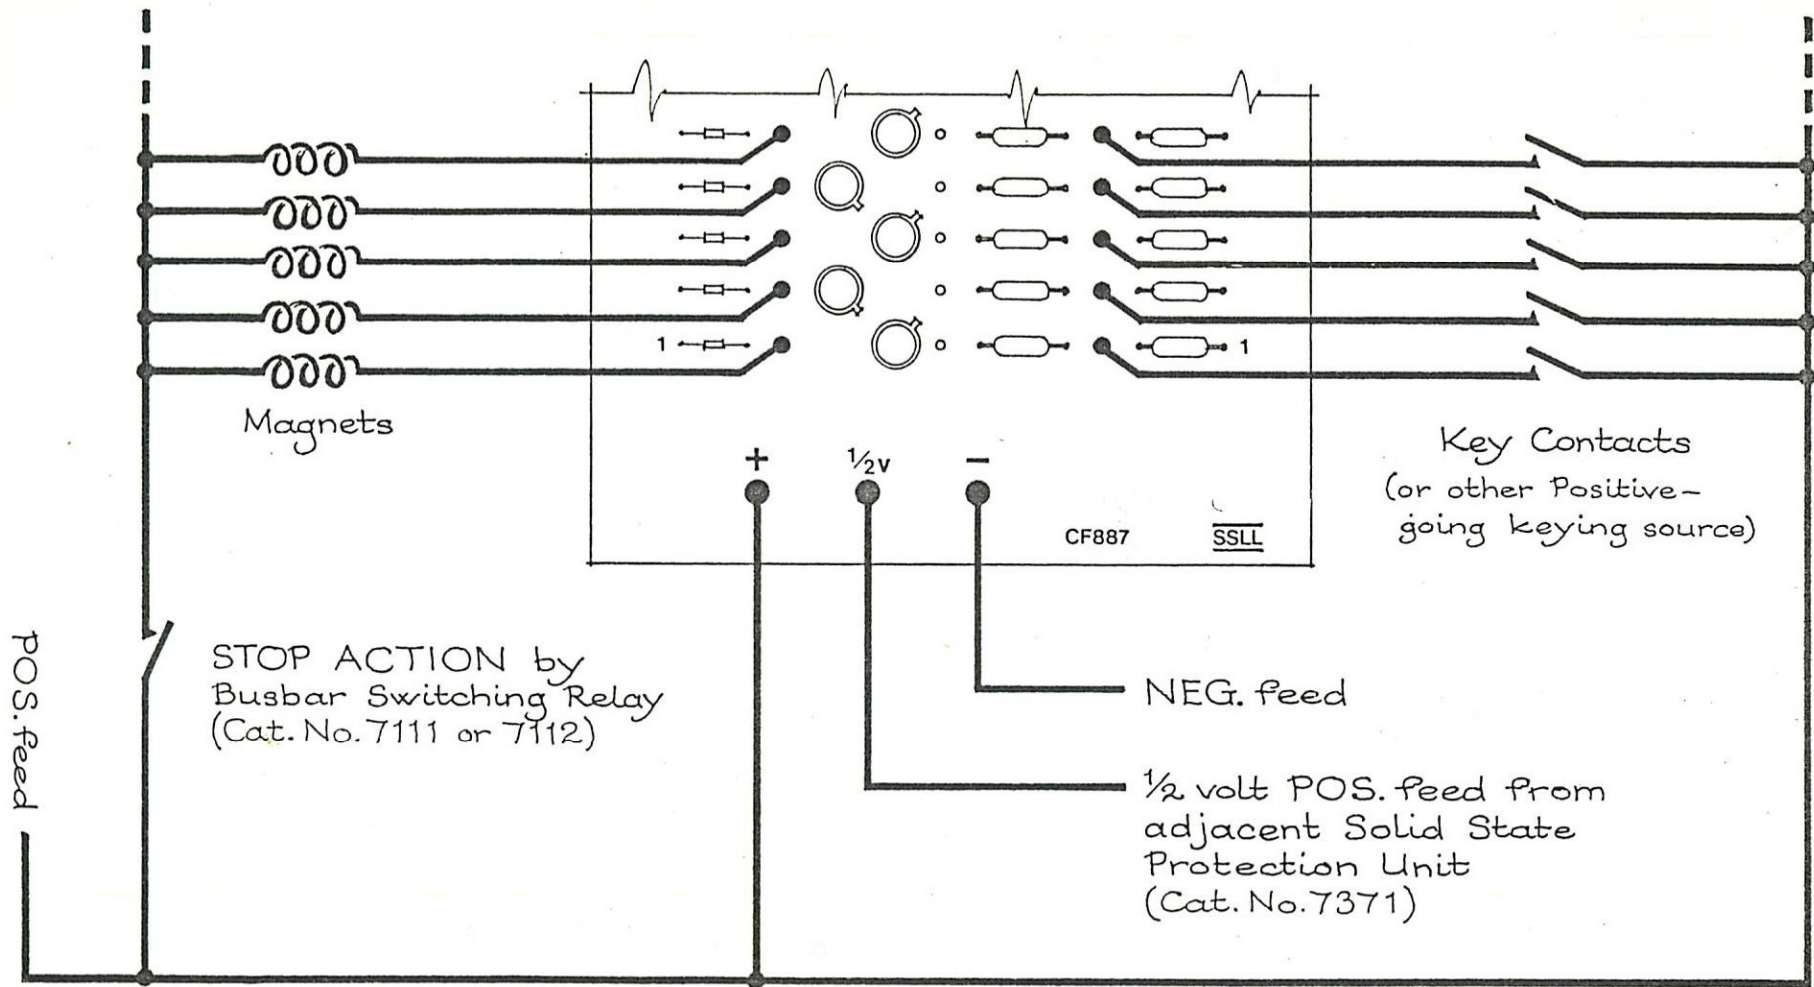 1
1
Magnets
+
½v
−
Key Contacts
(or other Positive-
going keying source)
CF887
SSLL
POS. feed
STOP ACTION by
Busbar Switching Relay
(Cat. No. 7111 or 7112)
NEG. feed
½ volt POS. feed from
adjacent Solid State
Protection Unit
(Cat. No. 7371)